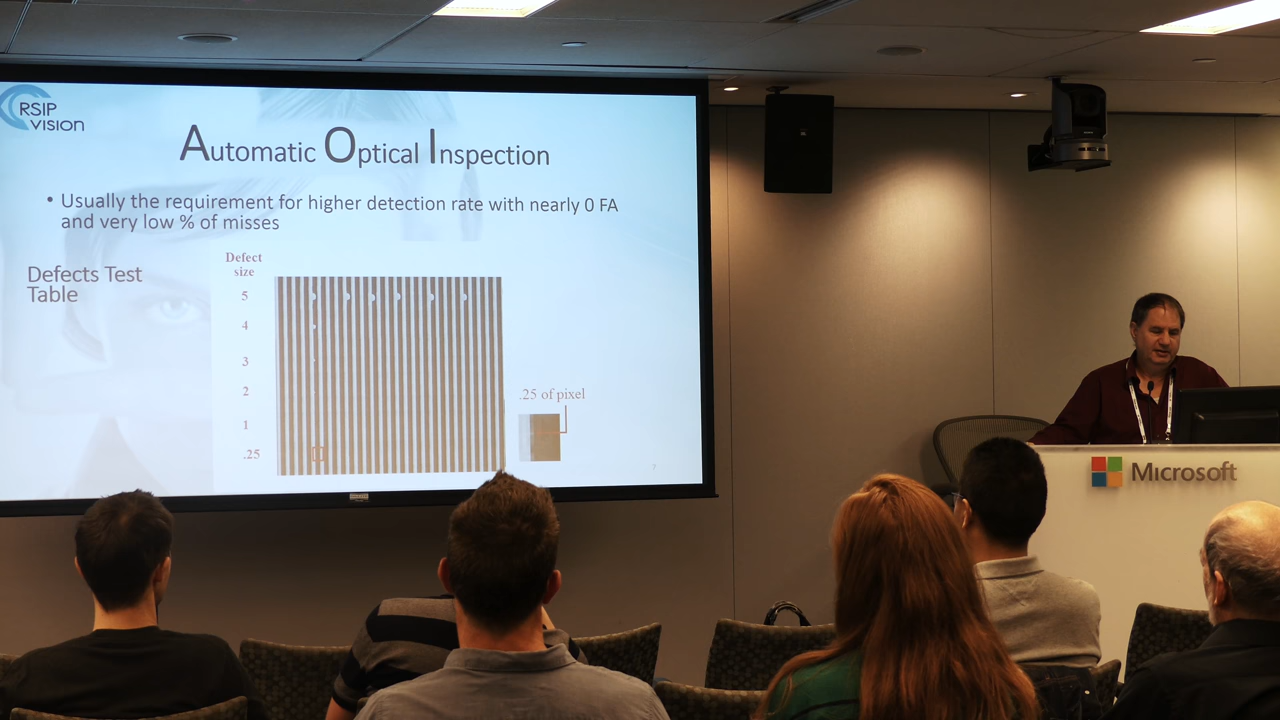 RSIP
VISION
Automatic Optical Inspection
• Usually the requirement for higher detection rate with nearly 0 FA
and very low % of misses
Defects Test
Table
Defect
size
5
4
3
2
1
.25
.25 of pixel
7
Microsoft